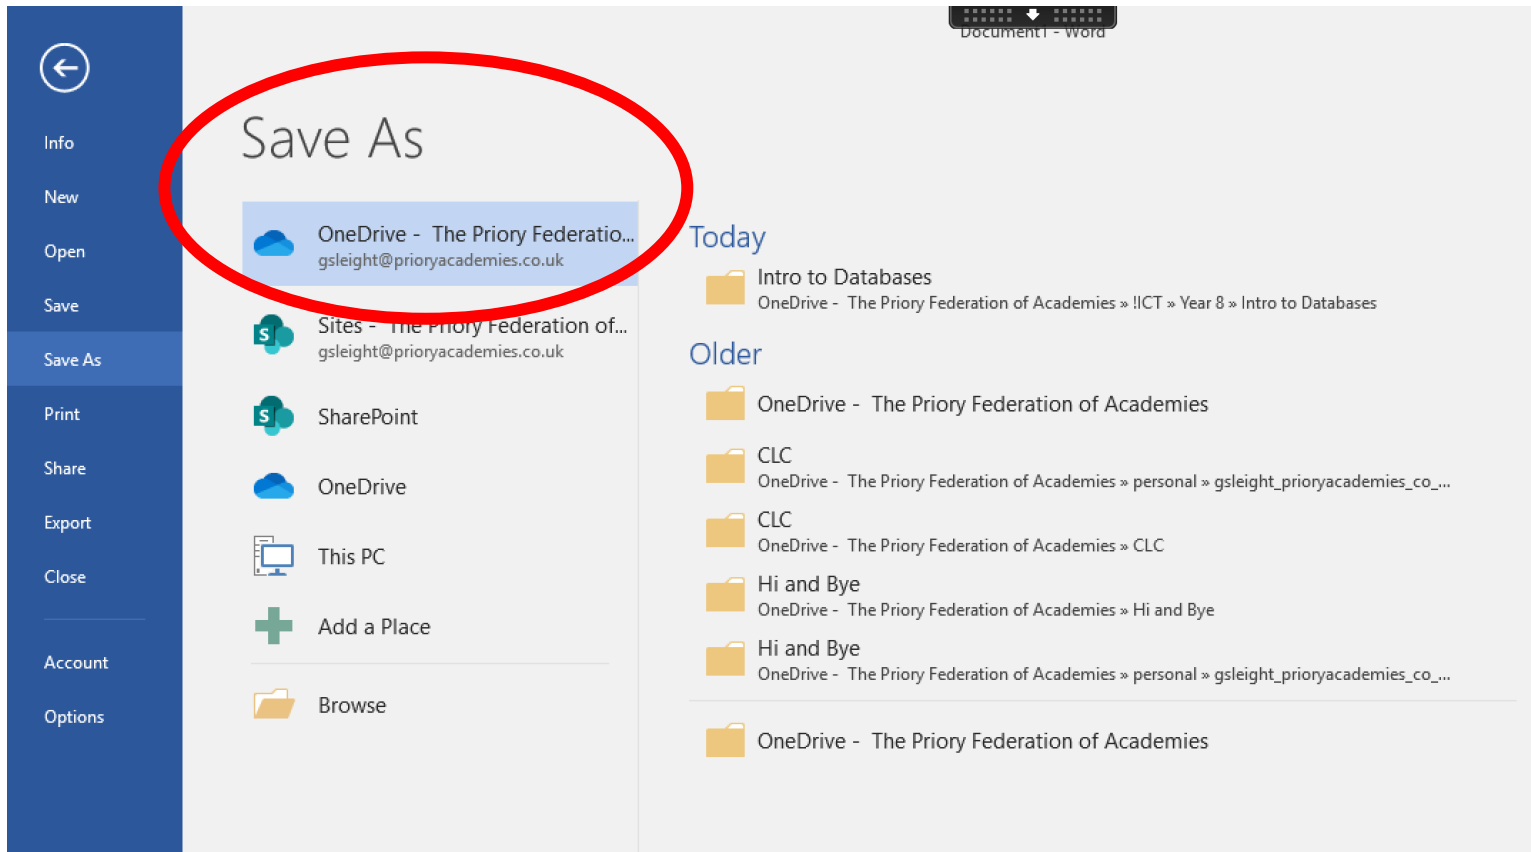 Document1 - Word
Info
New
Open
Save
Save As
Print
Share
Export
Close
Account
Options
Save As
OneDrive - The Priory Federatio...
gsleight@prioryacademies.co.uk
Sites - The Priory Federation of...
gsleight@prioryacademies.co.uk
SharePoint
OneDrive
This PC
Add a Place
Browse
Today
Intro to Databases
OneDrive - The Priory Federation of Academies » !ICT » Year 8 » Intro to Databases
Older
OneDrive - The Priory Federation of Academies
CLC
OneDrive - The Priory Federation of Academies » personal » gsleight_prioryacademies_co_...
CLC
OneDrive - The Priory Federation of Academies » CLC
Hi and Bye
OneDrive - The Priory Federation of Academies » Hi and Bye
Hi and Bye
OneDrive - The Priory Federation of Academies » personal » gsleight_prioryacademies_co_...
OneDrive - The Priory Federation of Academies